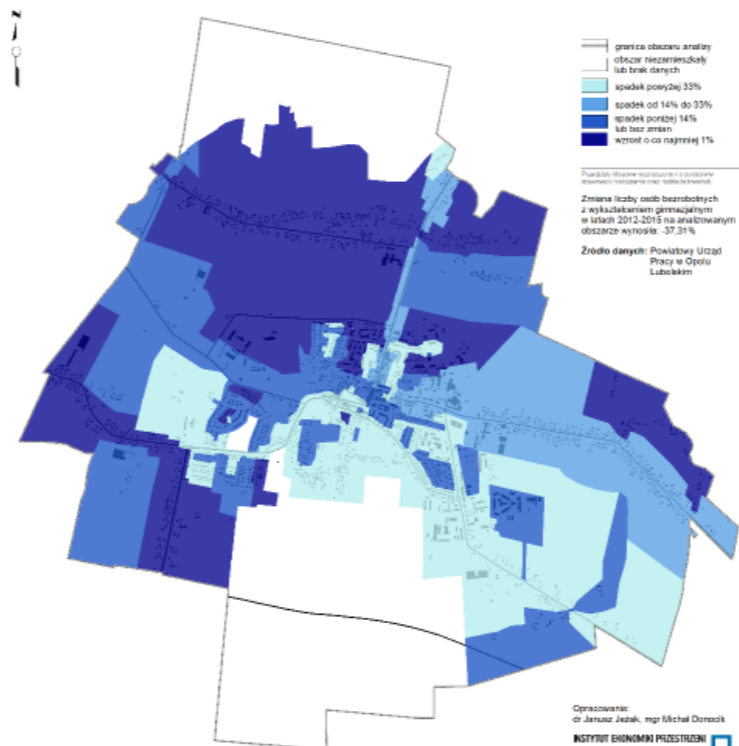 N
granica obszaru analizy
obszar niezamieszkały
lub brak danych
spadek powyżej 33%
spadek od 14% do 33%
spadek poniżej 14%
lub bez zmian
wzrost o co najmniej 1%
Zmiana liczby osób bezrobotnych
z wykształceniem gimnazjalnym
w latach 2012-2015 na analizowanym
obszarze wynosiła: -37,31%
Źródło danych: Powiatowy Urząd
Pracy w Opolu
Lubelskim
Opracowanie:
dr Janusz Jeżak, mgr Michał Donocik
INSTYTUT EKONOMIKI PRZESTRZENI